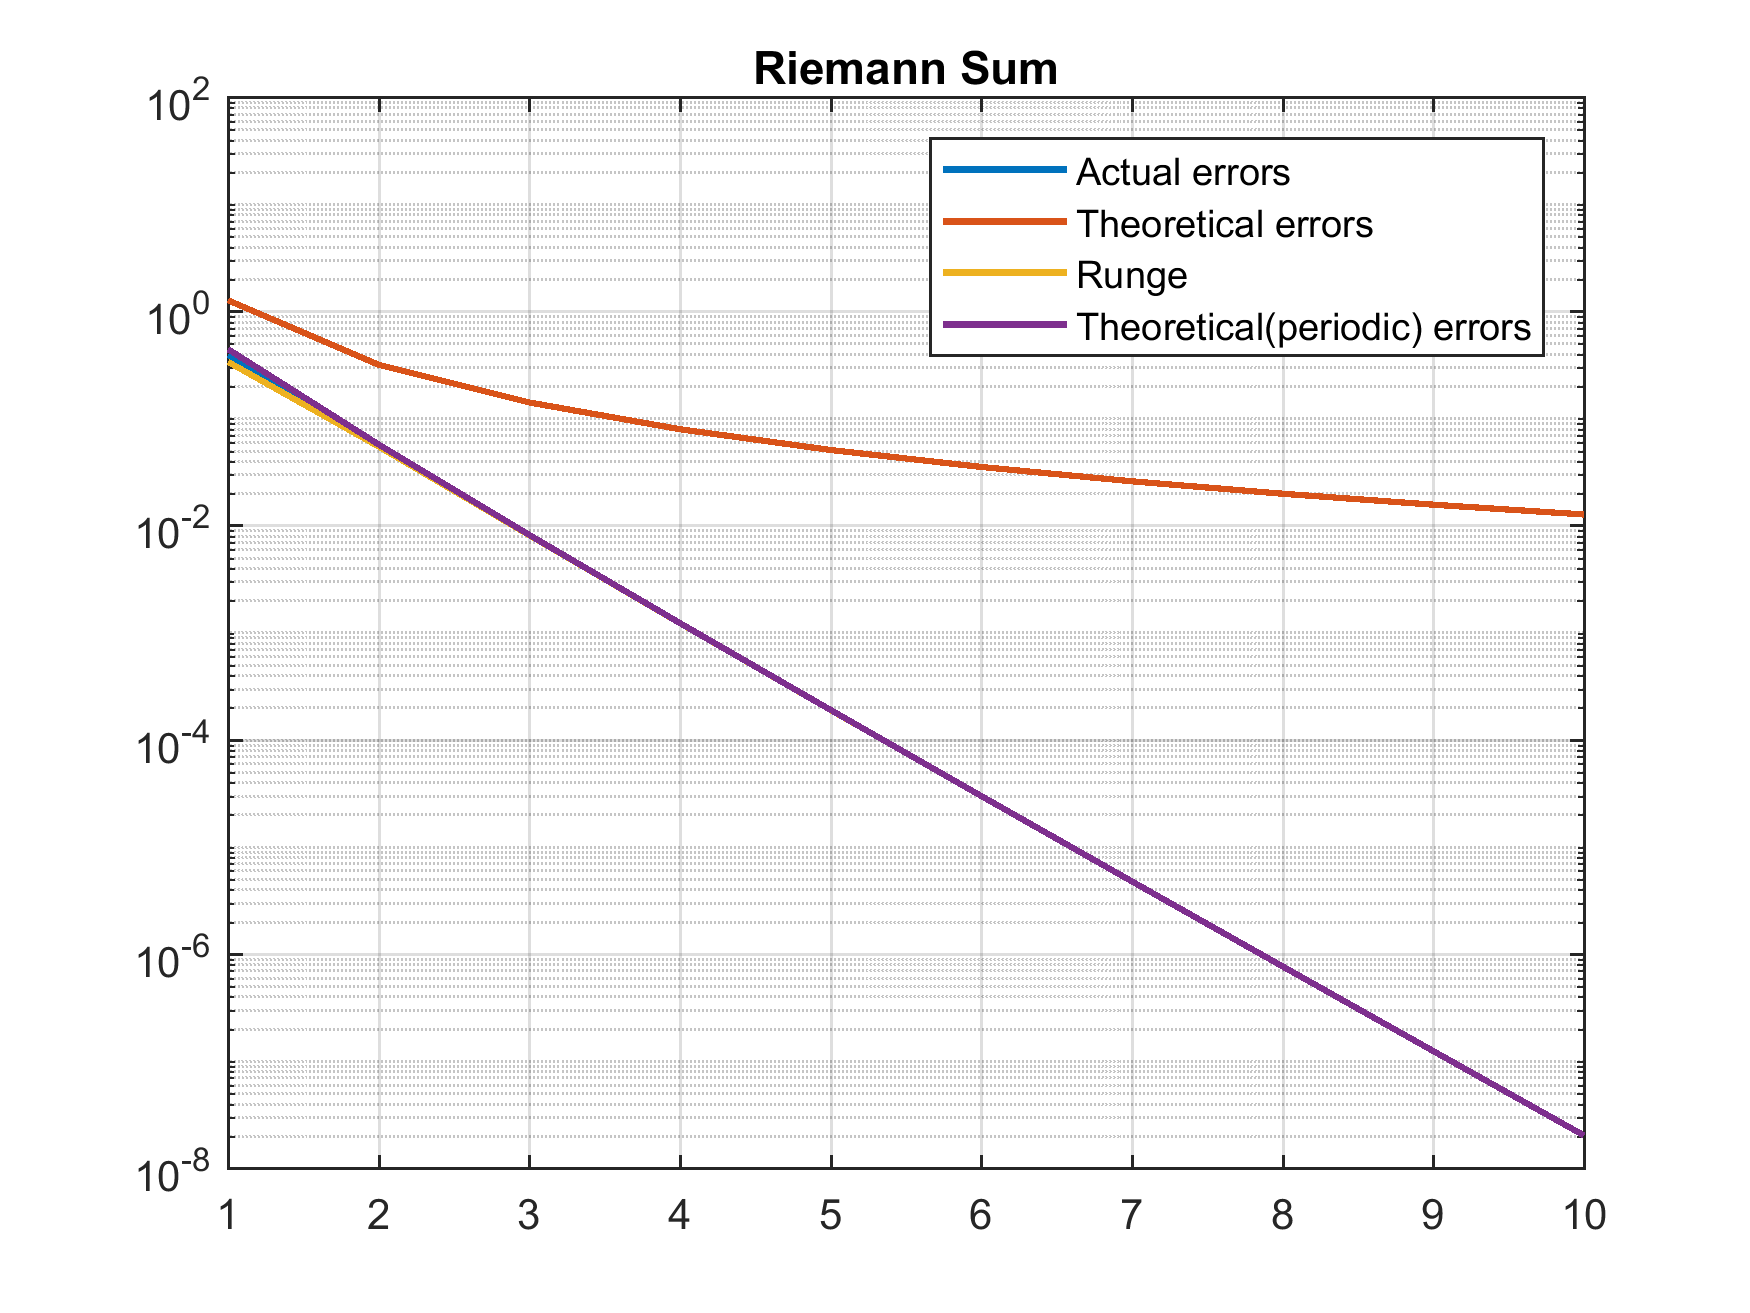 Riemann Sum
10^2
10^0
10^-2
10^-4
10^-6
10^-8
Actual errors
Theoretical errors
Runge
Theoretical(periodic) errors
1 2 3 4 5 6 7 8 9 10